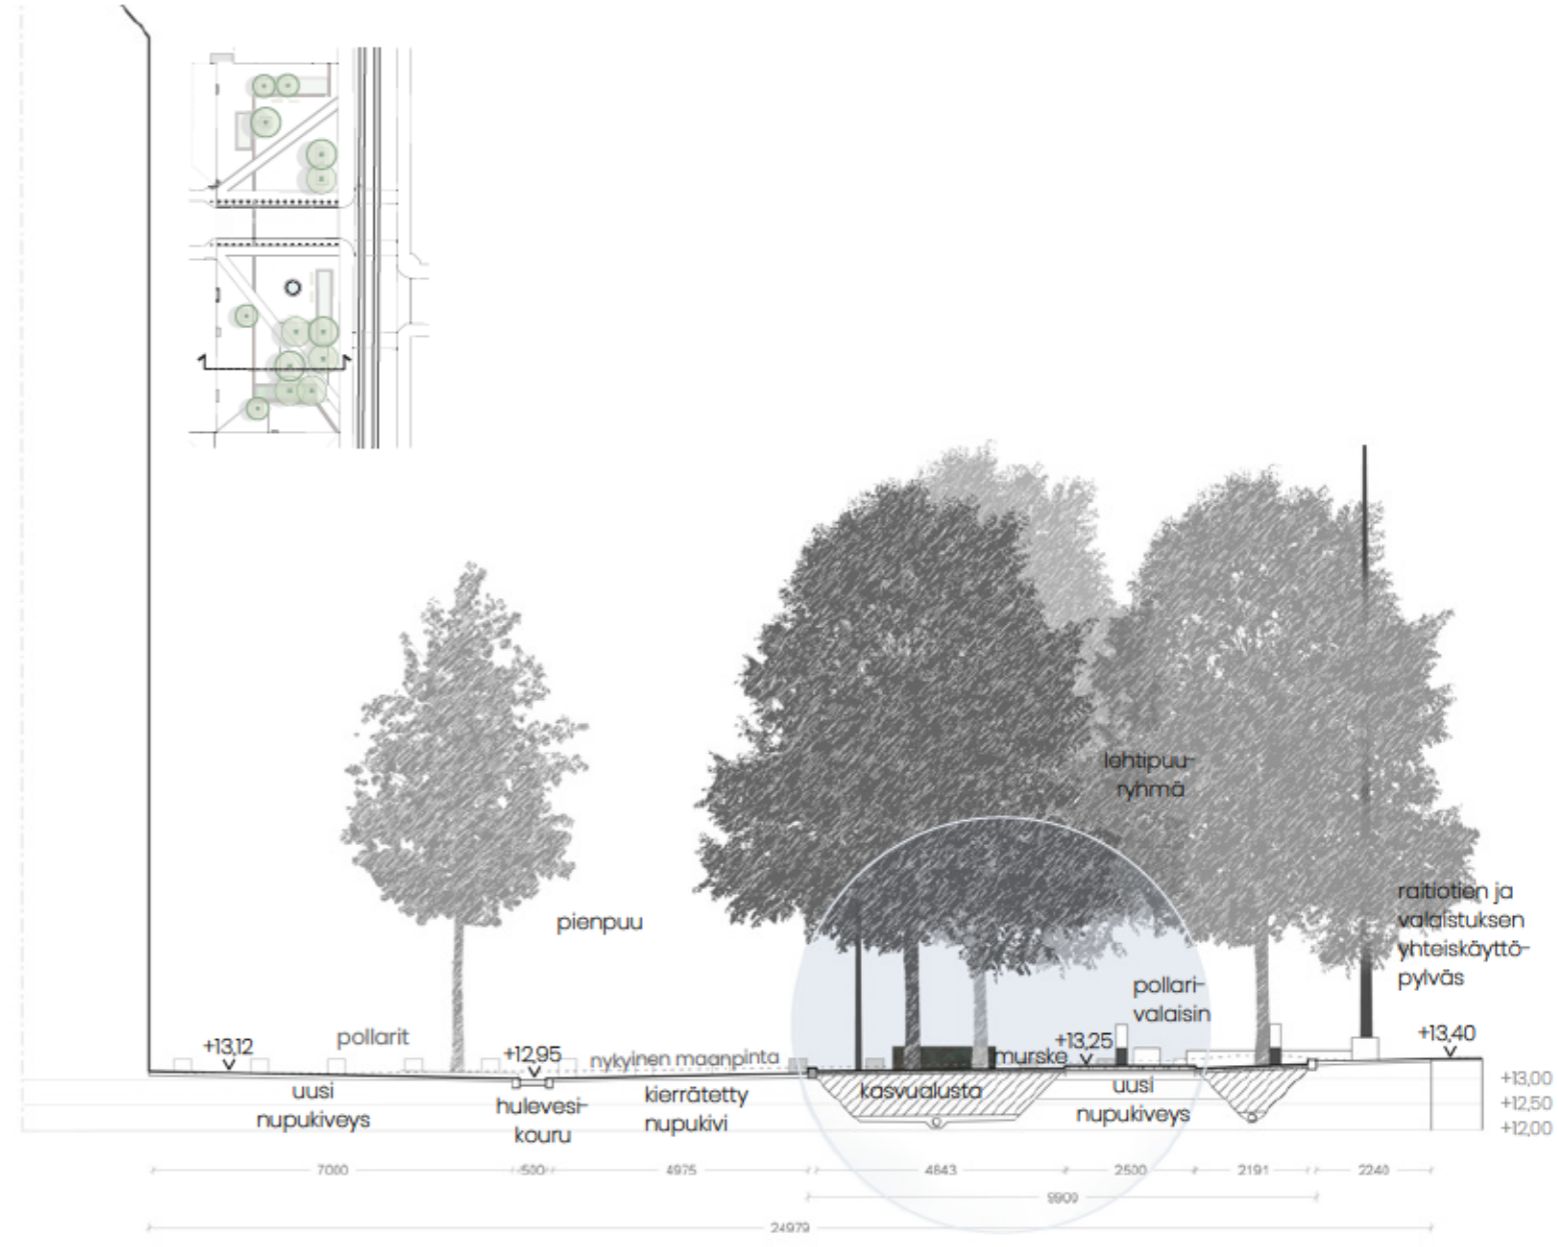 lehtipuu-
ryhmä
raitiotien ja
valaistuksen
yhteiskäyttö-
pylväs
pienpuu
pollari-
valaisin
pollarit
+13,12
+12,95
nykyinen maanpinta
murske
+13,25
+13,40
uusi
nupukiveys
hulevesi-
kouru
kierrätetty
nupukivi
kasvualusta
uusi
nupukiveys
+13,00
+12,50
+12,00
7000
500
4975
4843
2500
2191
2240
9909
24979